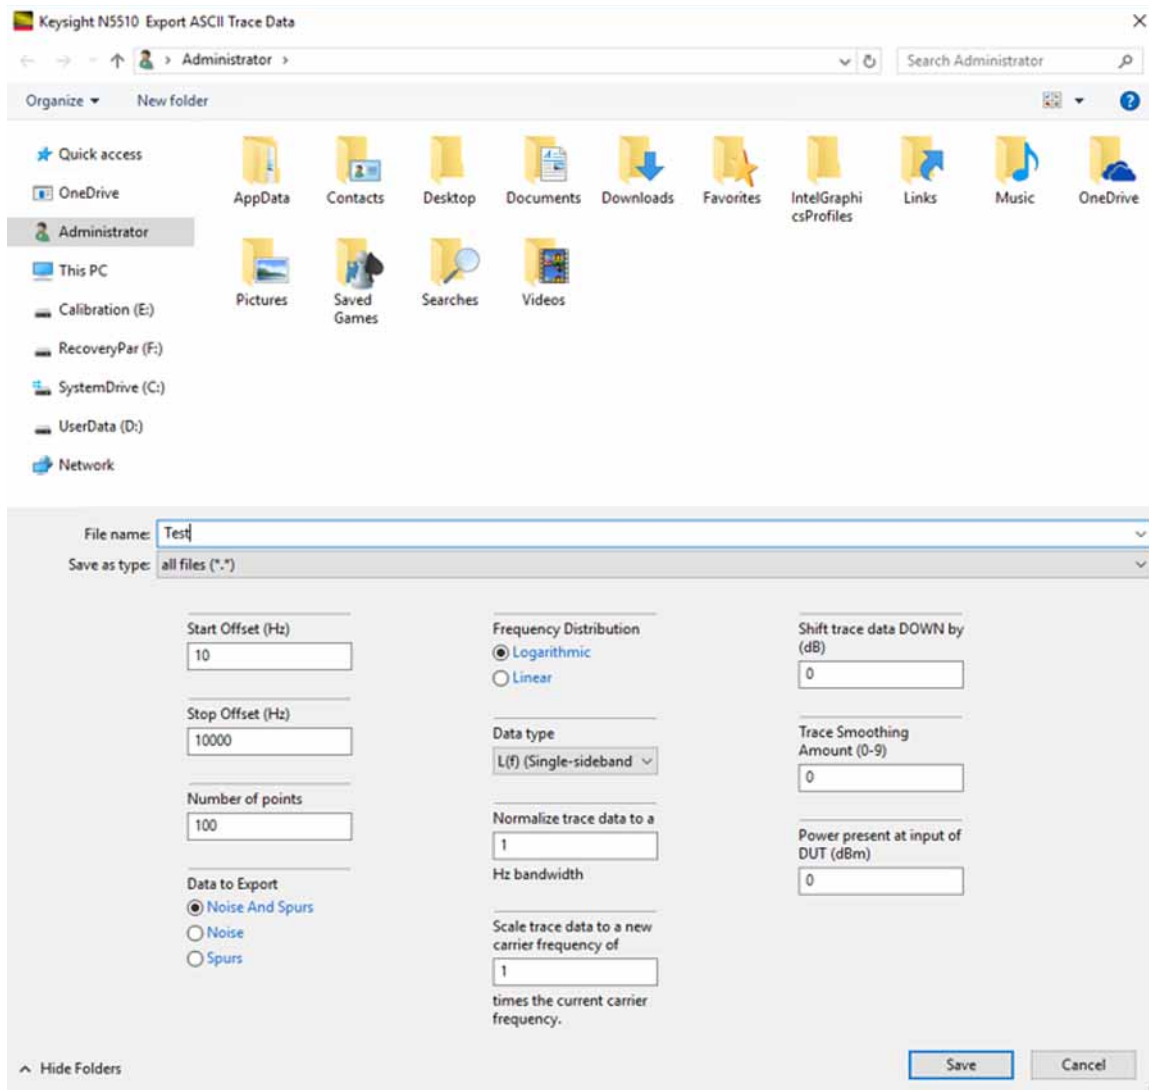 Keysight N5510 Export ASCII Trace Data
Administrator
Search Administrator
Organize
New folder
?
Quick access
OneDrive
Administrator
This PC
Calibration (E:)
RecoveryPar (F:)
SystemDrive (C:)
UserData (D:)
Network
AppData
Contacts
Desktop
Documents
Downloads
Favorites
IntelGraphi
csProfiles
Links
Music
OneDrive
Pictures
Saved
Games
Searches
Videos
File name: Test
Save as type: all files (*.*)
Start Offset (Hz)
10
Stop Offset (Hz)
10000
Number of points
100
Data to Export
Noise And Spurs
Noise
Spurs
Frequency Distribution
Logarithmic
Linear
Data type
L(f) (Single-sideband
Normalize trace data to a
1
Hz bandwidth
Scale trace data to a new
carrier frequency of
1
times the current carrier
frequency.
Shift trace data DOWN by
(dB)
0
Trace Smoothing
Amount (0-9)
0
Power present at input of
DUT (dBm)
0
Hide Folders
Save
Cancel